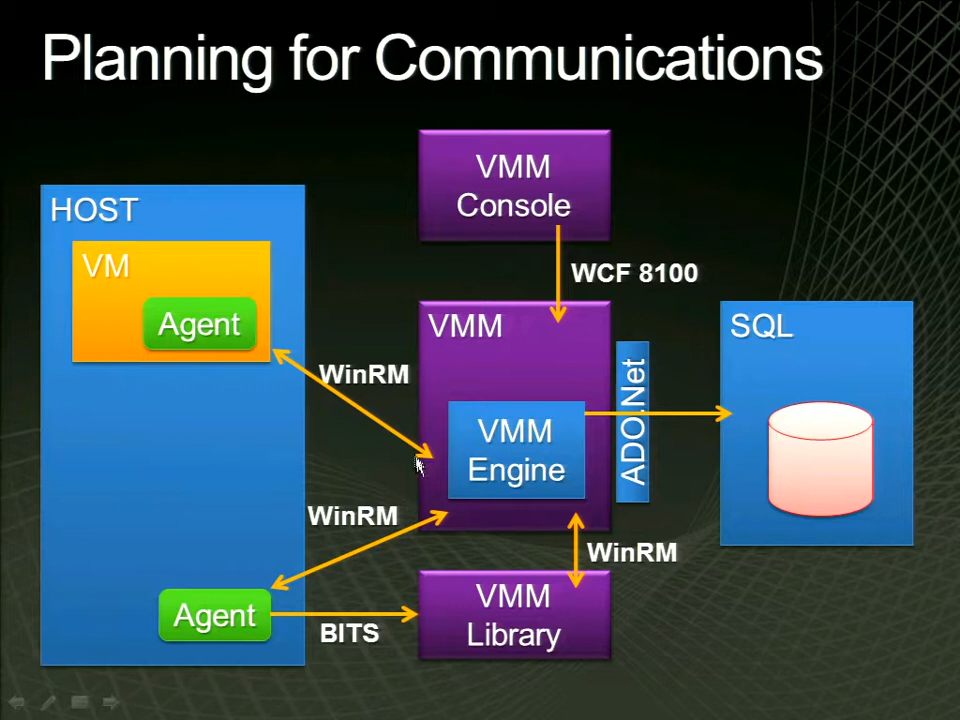 Planning for Communications
VMM
Console
HOST
VM
Agent
WCF 8100
VMM
SQL
WinRM
ADO.Net
VMM
Engine
WinRM
WinRM
VMM
Library
Agent
BITS